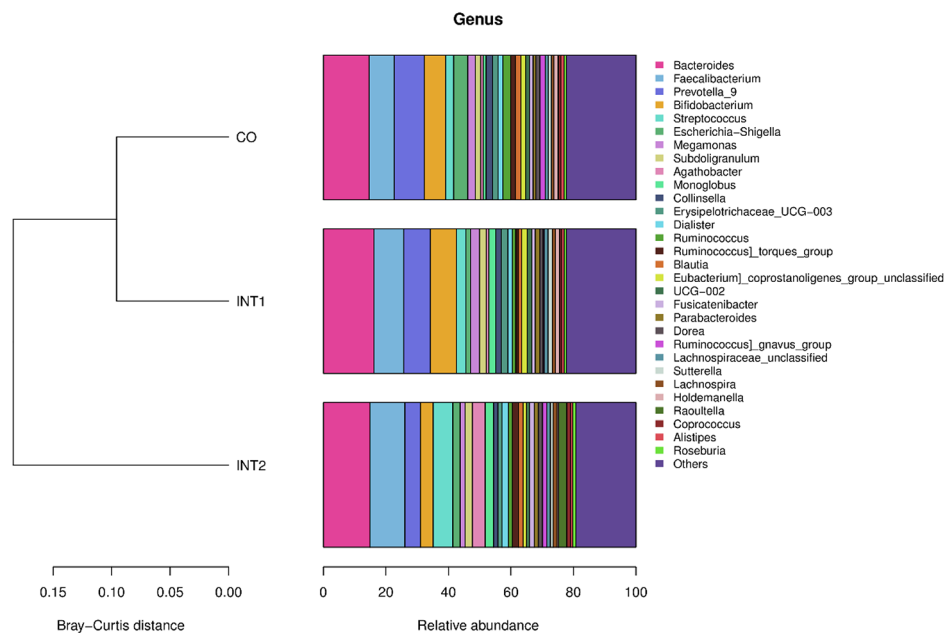 Genus
CO
INT1
INT2
Bacteroides
Faecalibacterium
Prevotella_9
Bifidobacterium
Streptococcus
Escherichia−Shigella
Megamonas
Subdoligranulum
Agathobacter
Monoglobus
Collinsella
Erysipelotrichaceae_UCG−003
Dialister
Ruminococcus
Ruminococcus]_torques_group
Blautia
Eubacterium]_coprostanoligenes_group_unclassified
UCG−002
Fusicatenibacter
Parabacteroides
Dorea
Ruminococcus]_gnavus_group
Lachnospiraceae_unclassified
Sutterella
Lachnospira
Holdemanella
Raoultella
Coprococcus
Alistipes
Roseburia
Others
0.15 0.10 0.05 0.00
Bray−Curtis distance
0 20 40 60 80 100
Relative abundance